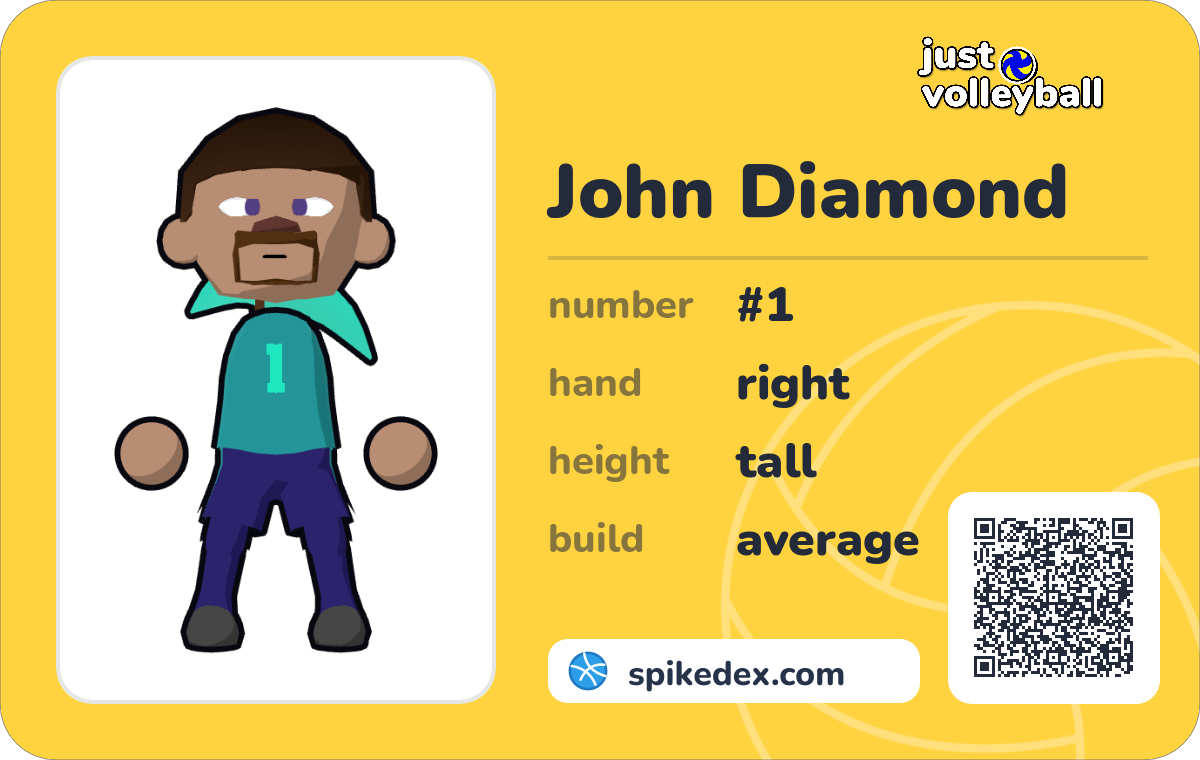 just
volleyball
John Diamond
number #1
hand right
height tall
build average
1
spikedex.com